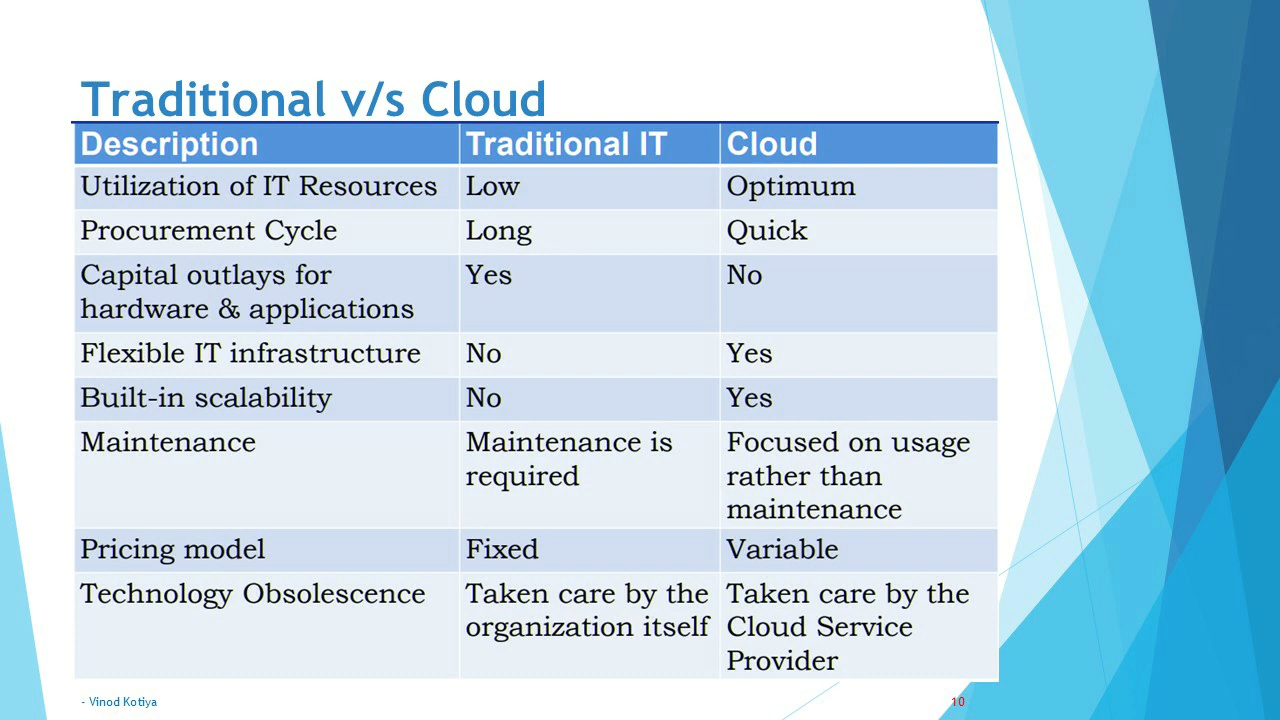 Traditional v/s Cloud
Description Traditional IT Cloud
Utilization of IT Resources Low Optimum
Procurement Cycle Long Quick
Capital outlays for Yes No
hardware & applications
Flexible IT infrastructure No Yes
Built-in scalability No Yes
Maintenance Maintenance is Focused on usage
required rather than
maintenance
Pricing model Fixed Variable
Technology Obsolescence Taken care by the Taken care by the
organization itself Cloud Service
Provider
- Vinod Kotiya 10